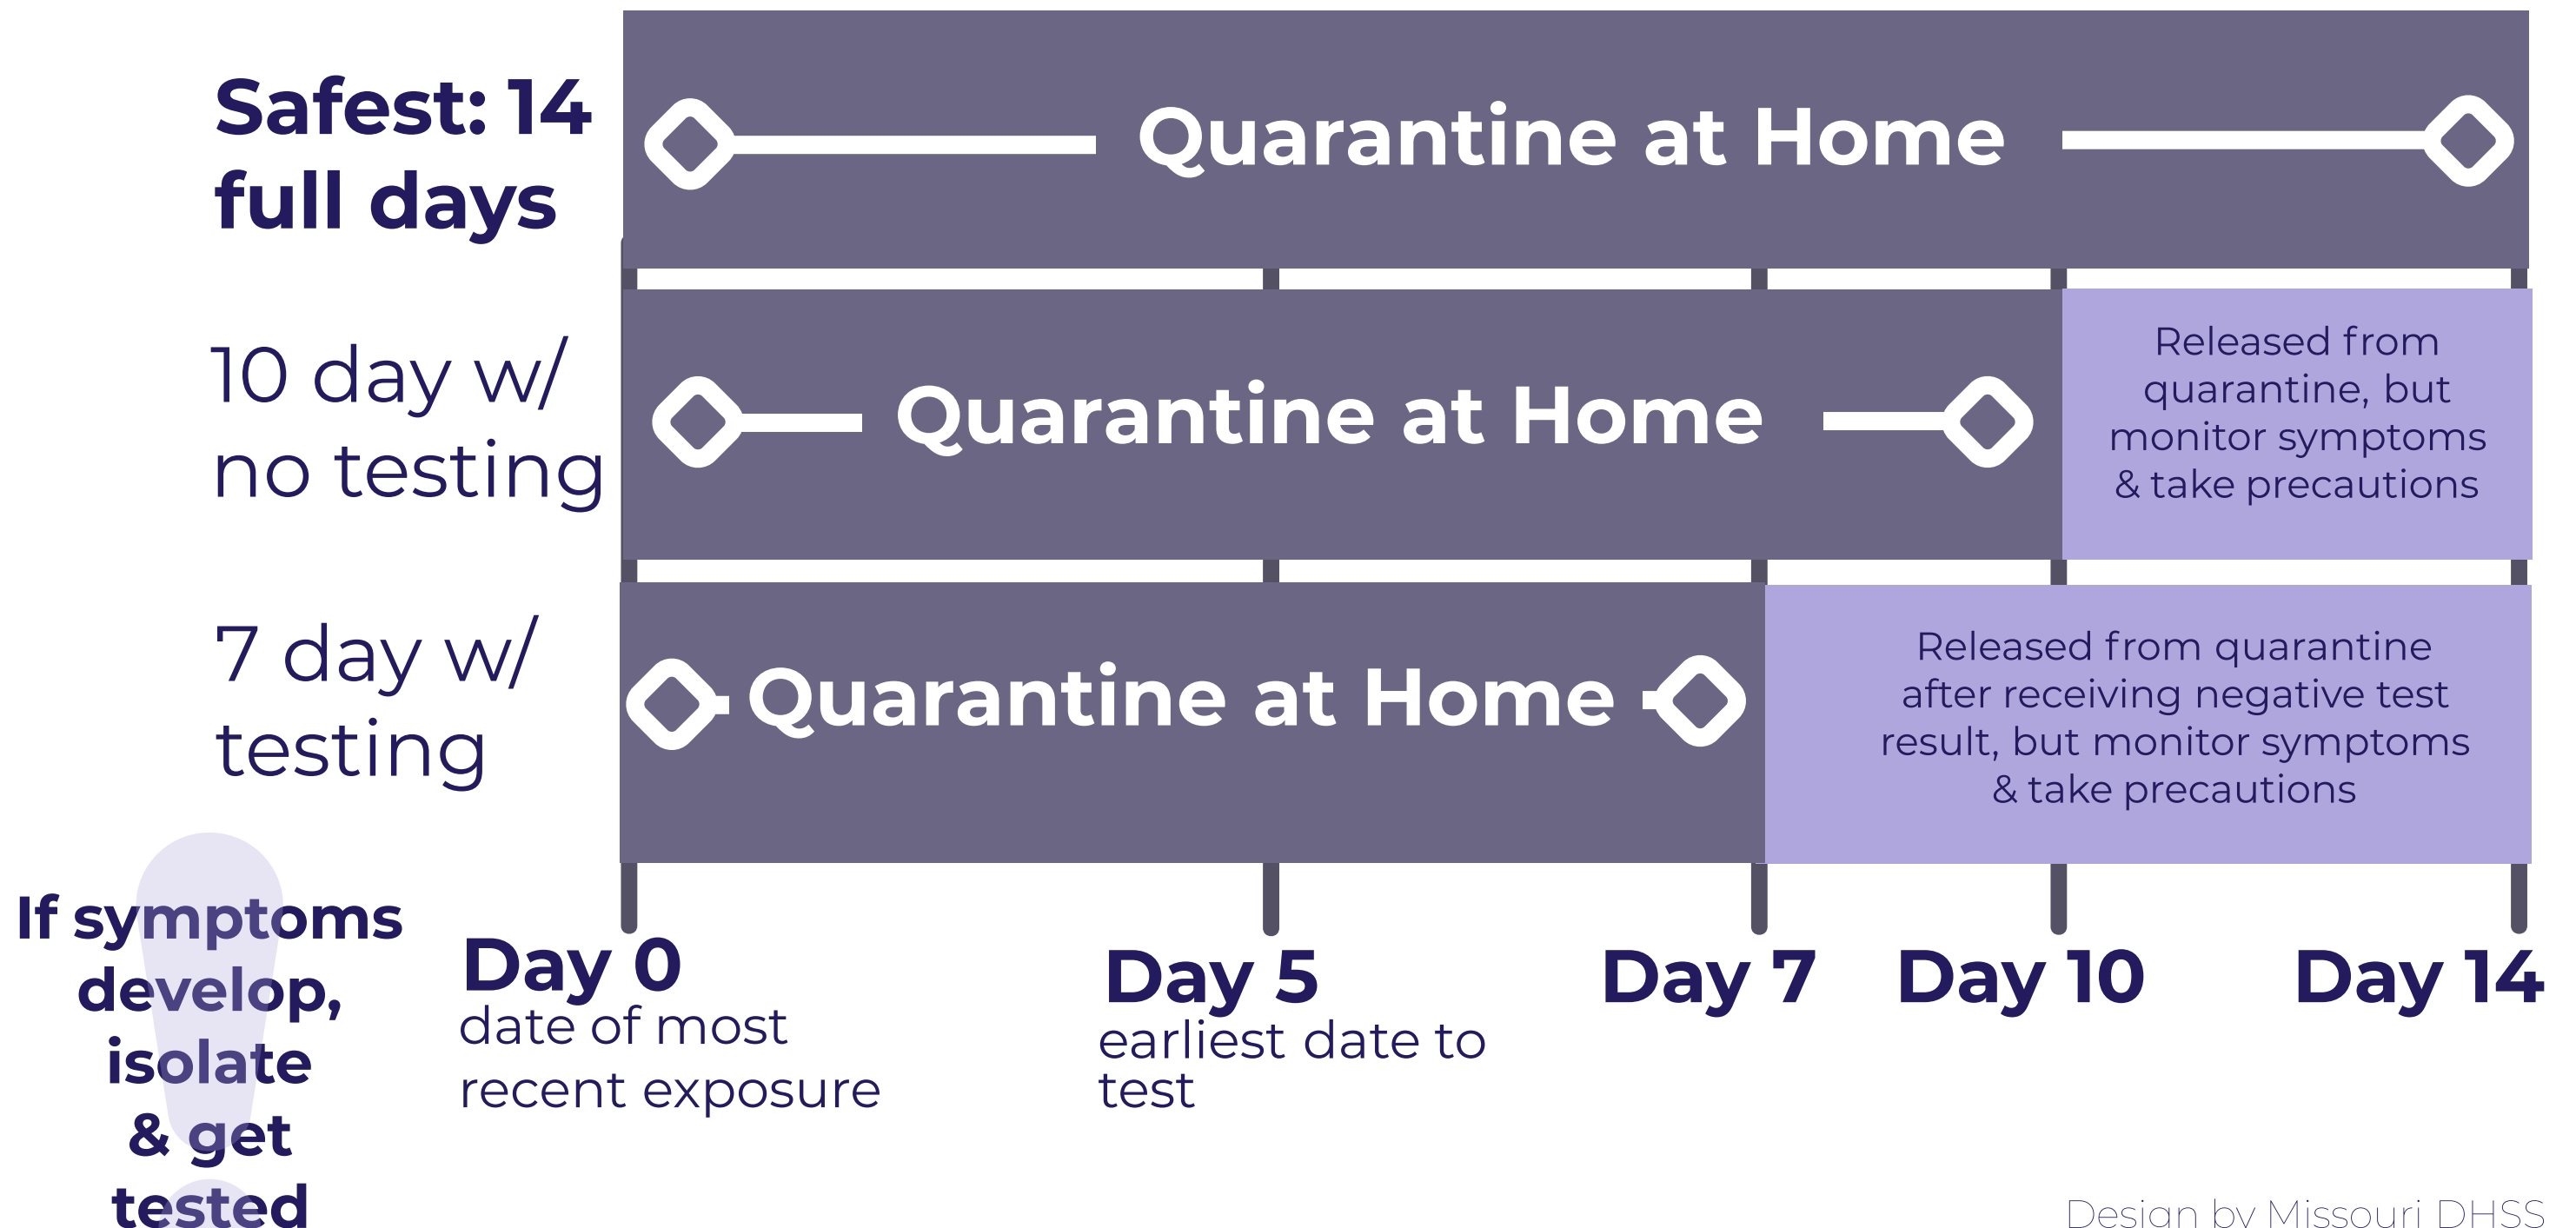 Safest: 14
full days
Quarantine at Home
10 day w/
no testing
Quarantine at Home
Released from
quarantine, but
monitor symptoms
& take precautions
7 day w/
testing
Quarantine at Home
Released from quarantine
after receiving negative test
result, but monitor symptoms
& take precautions
If symptoms
develop,
isolate
& get
tested
Day 0
date of most
recent exposure
Day 5
earliest date to
test
Day 7
Day 10
Day 14
Design by Missouri DHSS